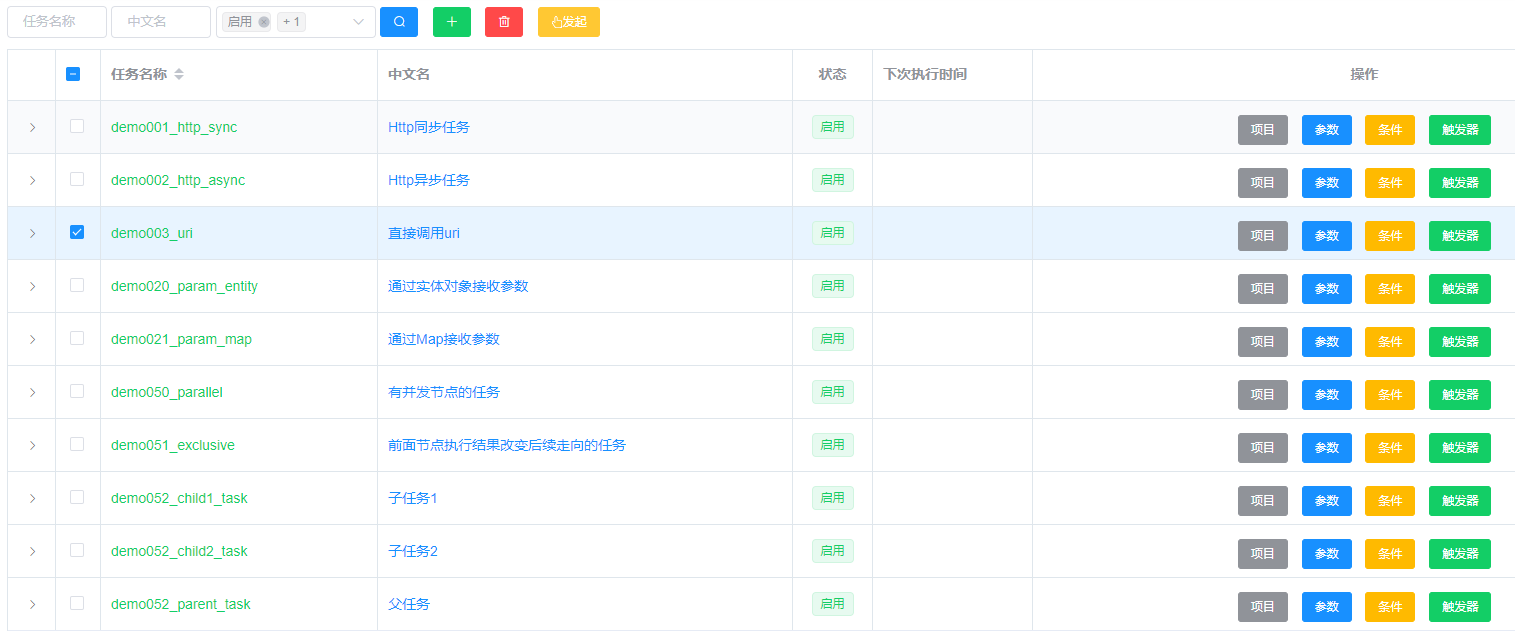 任务名称 中文名 启用 + 1 发起
任务名称 中文名 状态 下次执行时间 操作
demo001_http_sync Http同步任务 启用 项目 参数 条件 触发器
demo002_http_async Http异步任务 启用 项目 参数 条件 触发器
demo003_uri 直接调用uri 启用 项目 参数 条件 触发器
demo020_param_entity 通过实体对象接收参数 启用 项目 参数 条件 触发器
demo021_param_map 通过Map接收参数 启用 项目 参数 条件 触发器
demo050_parallel 有并发节点的任务 启用 项目 参数 条件 触发器
demo051_exclusive 前面节点执行结果改变后续走向的任务 启用 项目 参数 条件 触发器
demo052_child1_task 子任务1 启用 项目 参数 条件 触发器
demo052_child2_task 子任务2 启用 项目 参数 条件 触发器
demo052_parent_task 父任务 启用 项目 参数 条件 触发器